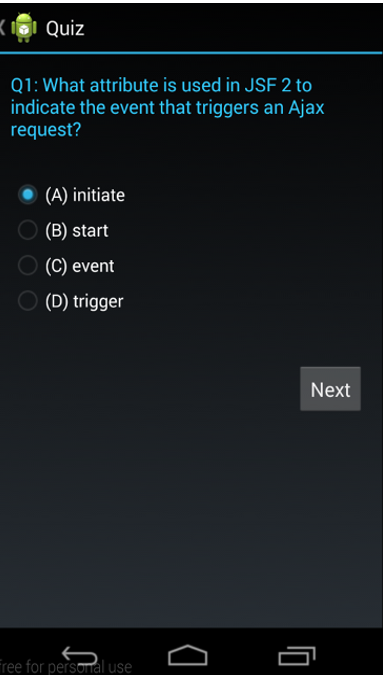 Quiz
Q1: What attribute is used in JSF 2 to
indicate the event that triggers an Ajax
request?
(A) initiate
(B) start
(C) event
(D) trigger
Next
free for personal use